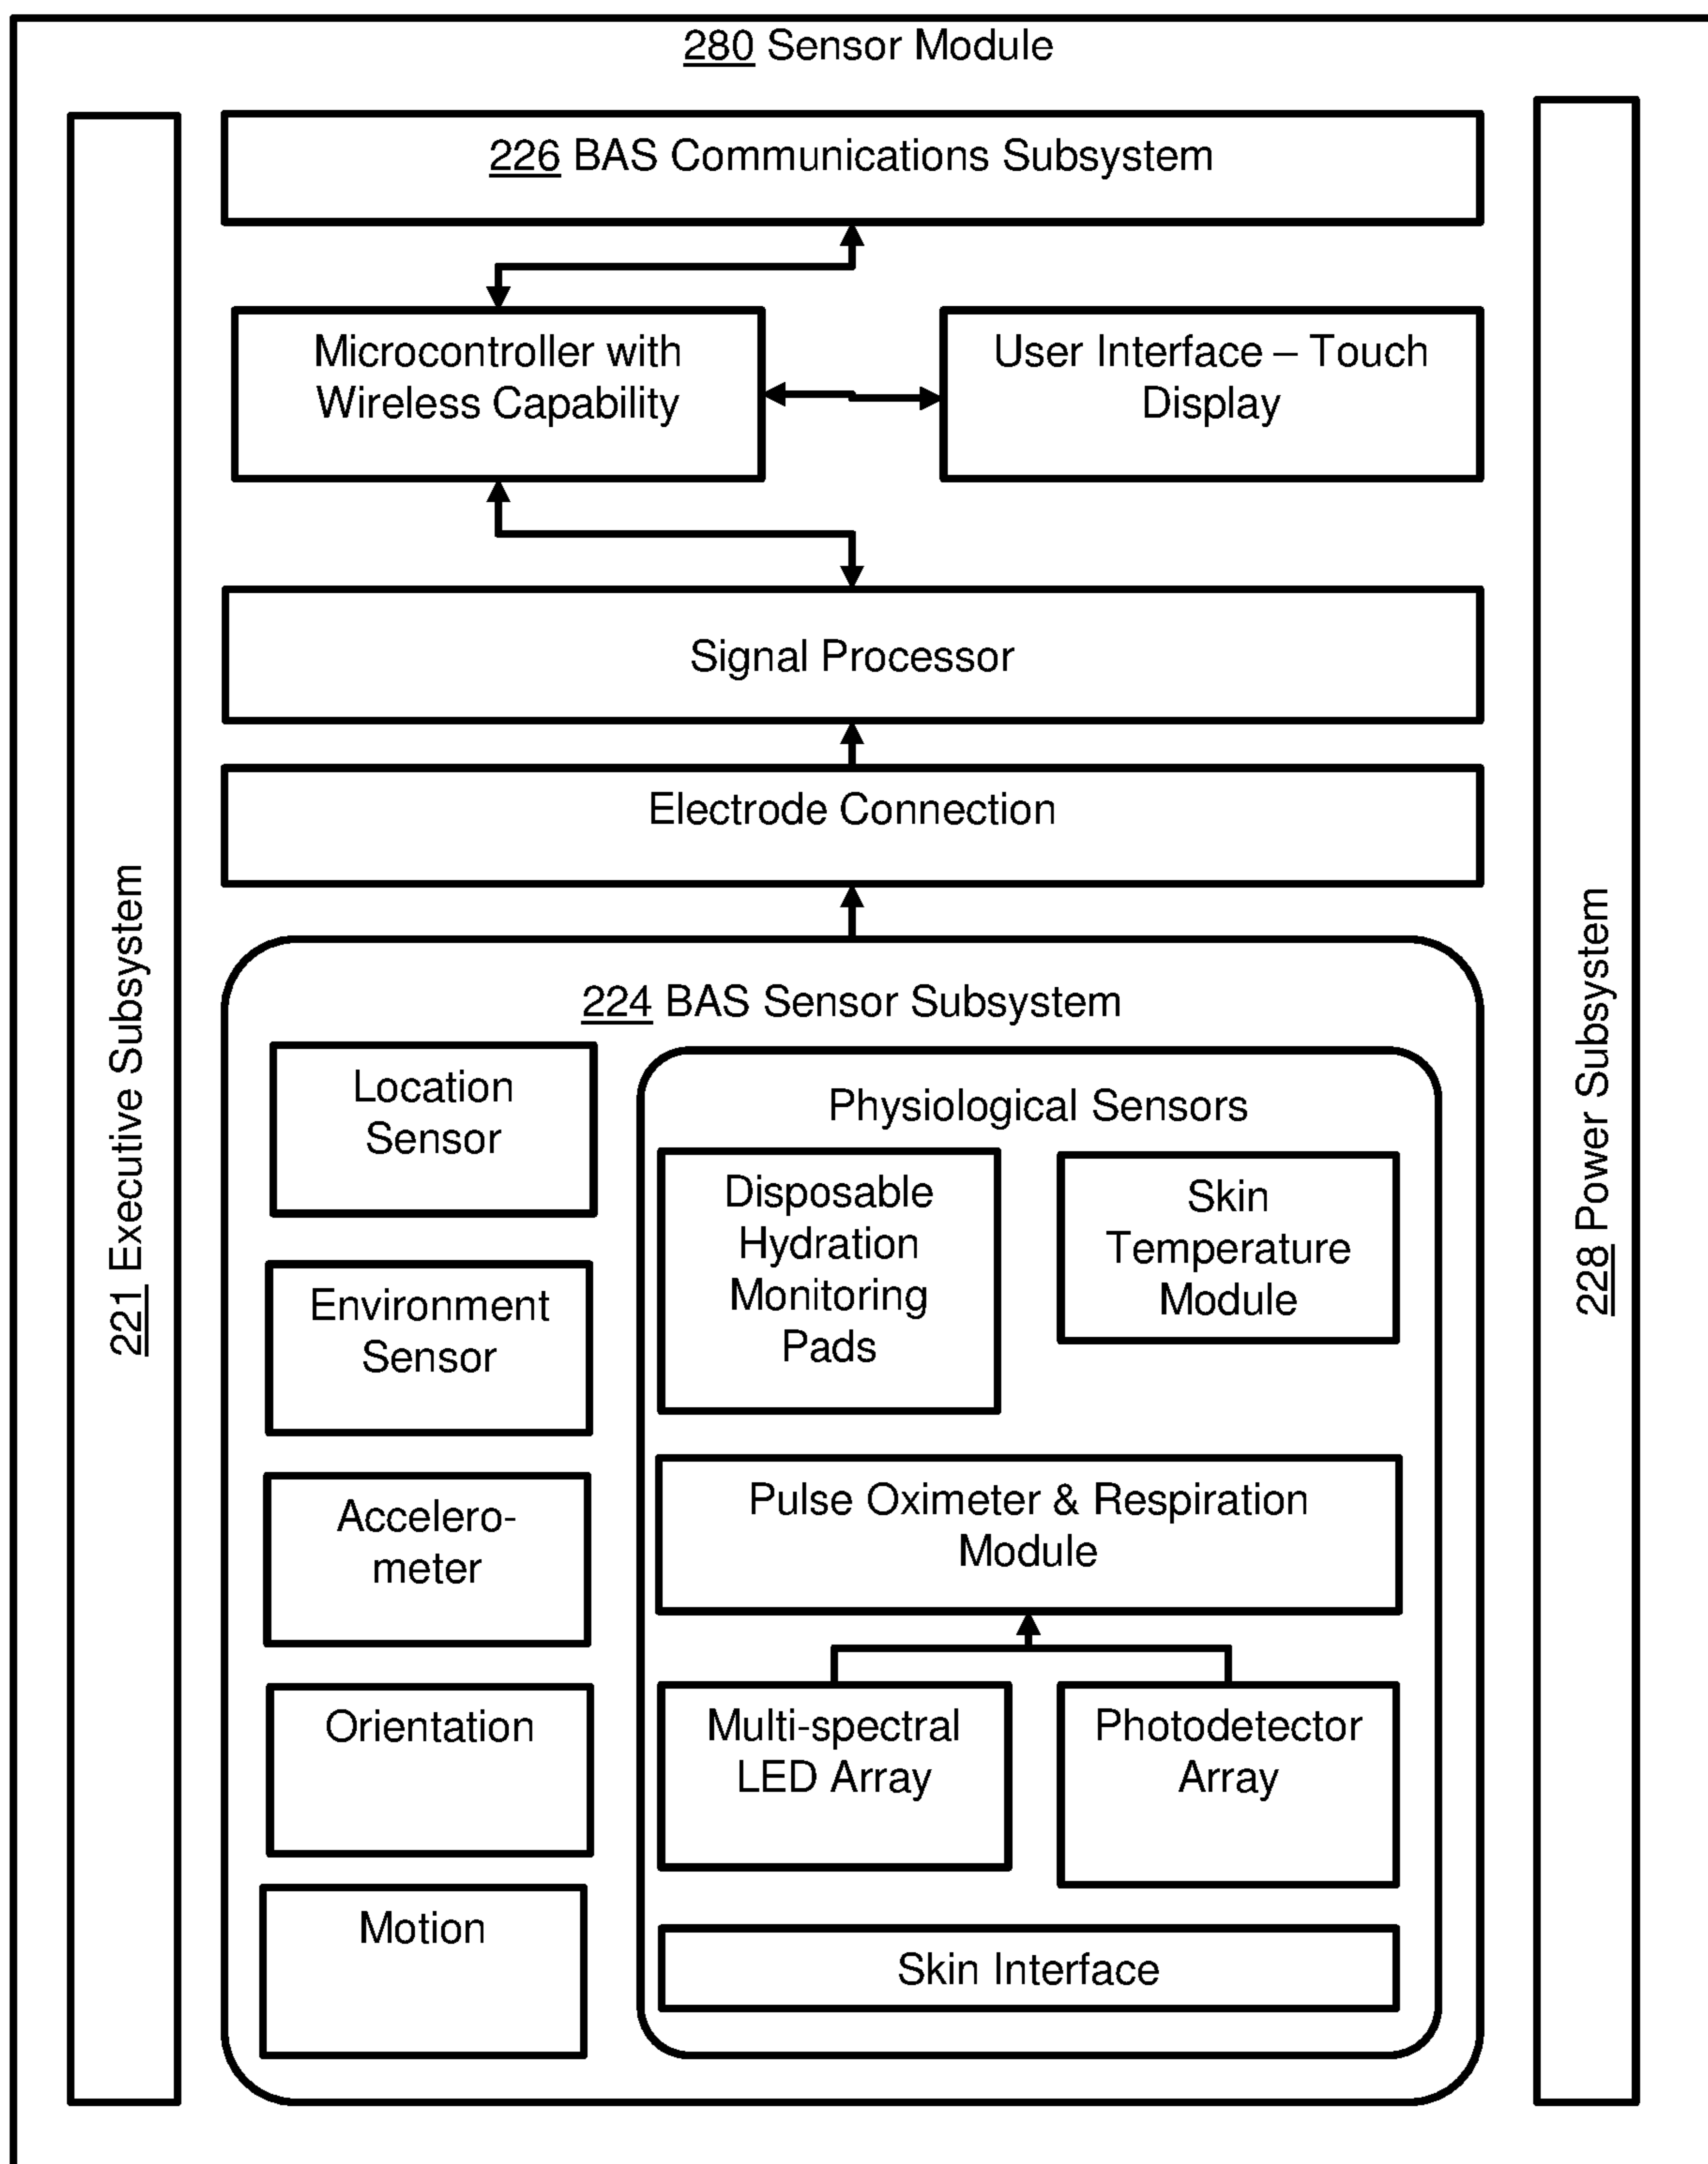 280 Sensor Module
226 BAS Communications Subsystem
Microcontroller with
Wireless Capability
User Interface – Touch
Display
Signal Processor
Electrode Connection
221 Executive Subsystem
228 Power Subsystem
224 BAS Sensor Subsystem
Location
Sensor
Environment
Sensor
Accelero-
meter
Orientation
Motion
Physiological Sensors
Disposable
Hydration
Monitoring
Pads
Skin
Temperature
Module
Pulse Oximeter & Respiration
Module
Multi-spectral
LED Array
Photodetector
Array
Skin Interface